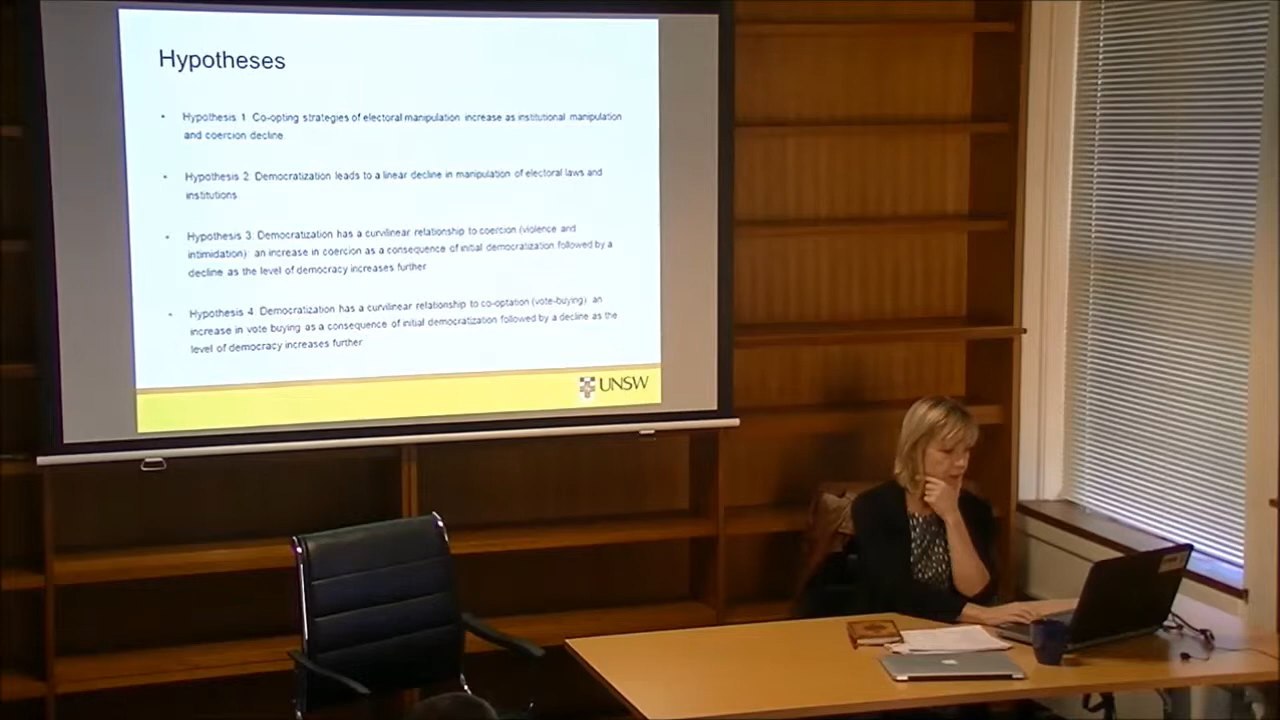 Hypotheses
• Hypothesis 1: Co-opting strategies of electoral manipulation increase as institutional manipulation
and coercion decline.
• Hypothesis 2: Democratization leads to a linear decline in manipulation of electoral laws and
institutions.
• Hypothesis 3: Democratization has a curvilinear relationship to coercion (violence and
intimidation): an increase in coercion as a consequence of initial democratization followed by a
decline as the level of democracy increases further.
• Hypothesis 4: Democratization has a curvilinear relationship to co-optation (vote-buying): an
increase in vote buying as a consequence of initial democratization followed by a decline as the
level of democracy increases further.
UNSW